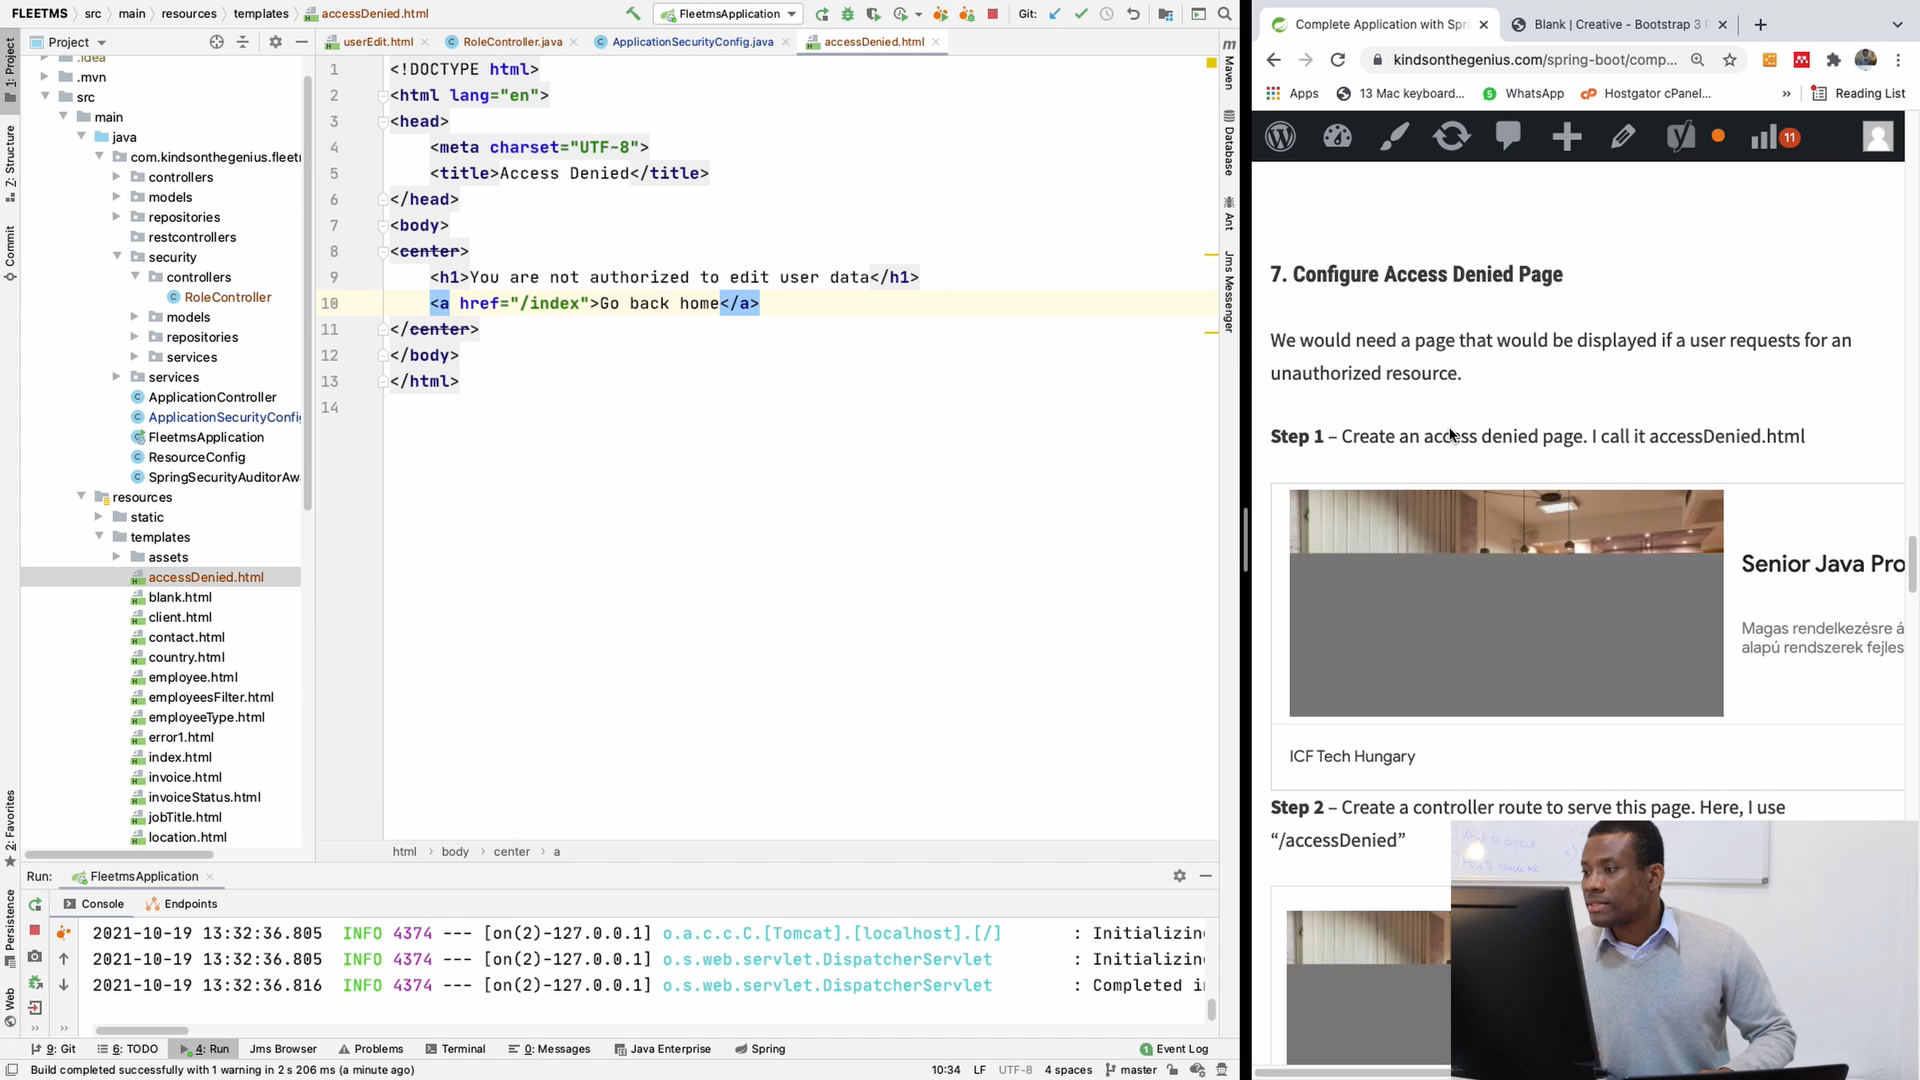 FLEETMS
src
main
resources
templates
accessDenied.html
FleetmsApplication
Git:
Project
userEdit.html
RoleController.java
ApplicationSecurityConfig.java
accessDenied.html
1: Project
Z: Structure
Commit
2: Favorites
Persistence
Web
.idea
.mvn
src
main
java
com.kindsonthegenius.fleetm
controllers
models
repositories
restcontrollers
security
controllers
RoleController
models
repositories
services
services
ApplicationController
ApplicationSecurityConfig
FleetmsApplication
ResourceConfig
SpringSecurityAuditorAw
resources
static
templates
assets
accessDenied.html
blank.html
client.html
contact.html
country.html
employee.html
employeesFilter.html
employeeType.html
error1.html
index.html
invoice.html
invoiceStatus.html
jobTitle.html
location.html
1 <!DOCTYPE html>
2 <html lang="en">
3 <head>
4 <meta charset="UTF-8">
5 <title>Access Denied</title>
6 </head>
7 <body>
8 <center>
9 <h1>You are not authorized to edit user data</h1>
10 <a href="/index">Go back home</a>
11 </center>
12 </body>
13 </html>
14
html
body
center
a
Maven
Database
Ant
Jms Messenger
Run:
FleetmsApplication
Console
Endpoints
2021-10-19 13:32:36.805 INFO 4374 --- [on(2)-127.0.0.1] o.a.c.c.C.[Tomcat].[localhost].[/] : Initializing
2021-10-19 13:32:36.805 INFO 4374 --- [on(2)-127.0.0.1] o.s.web.servlet.DispatcherServlet : Initializing
2021-10-19 13:32:36.816 INFO 4374 --- [on(2)-127.0.0.1] o.s.web.servlet.DispatcherServlet : Completed in
9: Git
6: TODO
4: Run
Jms Browser
Problems
Terminal
0: Messages
Java Enterprise
Spring
1 Event Log
Build completed successfully with 1 warning in 2 s 206 ms (a minute ago)
10:34
LF
UTF-8
4 spaces
master
Complete Application with Spri
Blank | Creative - Bootstrap 3 R
kindsonthegenius.com/spring-boot/comp...
Apps
13 Mac keyboard...
WhatsApp
Hostgator cPanel...
»
Reading List
11
7. Configure Access Denied Page
We would need a page that would be displayed if a user requests for an
unauthorized resource.
Step 1 – Create an access denied page. I call it accessDenied.html
Senior Java Pro
Magas rendelkezésre á
alapú rendszerek fejles
ICF Tech Hungary
Step 2 – Create a controller route to serve this page. Here, I use
“/accessDenied”